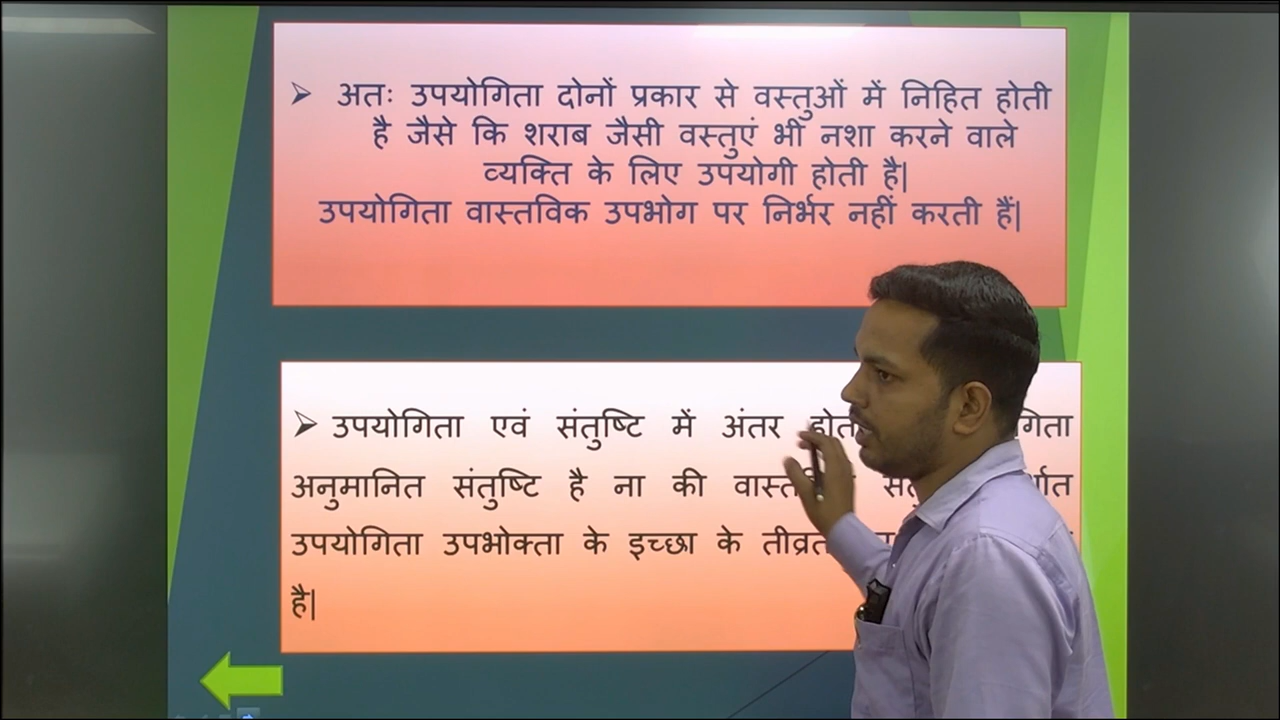 ➢ अतः उपयोगिता दोनों प्रकार से वस्तुओं में निहित होती
है जैसे कि शराब जैसी वस्तुएं भी नशा करने वाले
व्यक्ति के लिए उपयोगी होती है|
उपयोगिता वास्तविक उपभोग पर निर्भर नहीं करती हैं|
➢ उपयोगिता एवं संतुष्टि में अंतर
अनुमानित संतुष्टि है ना की
उपयोगिता उपभोक्ता के इच्छा के
है|